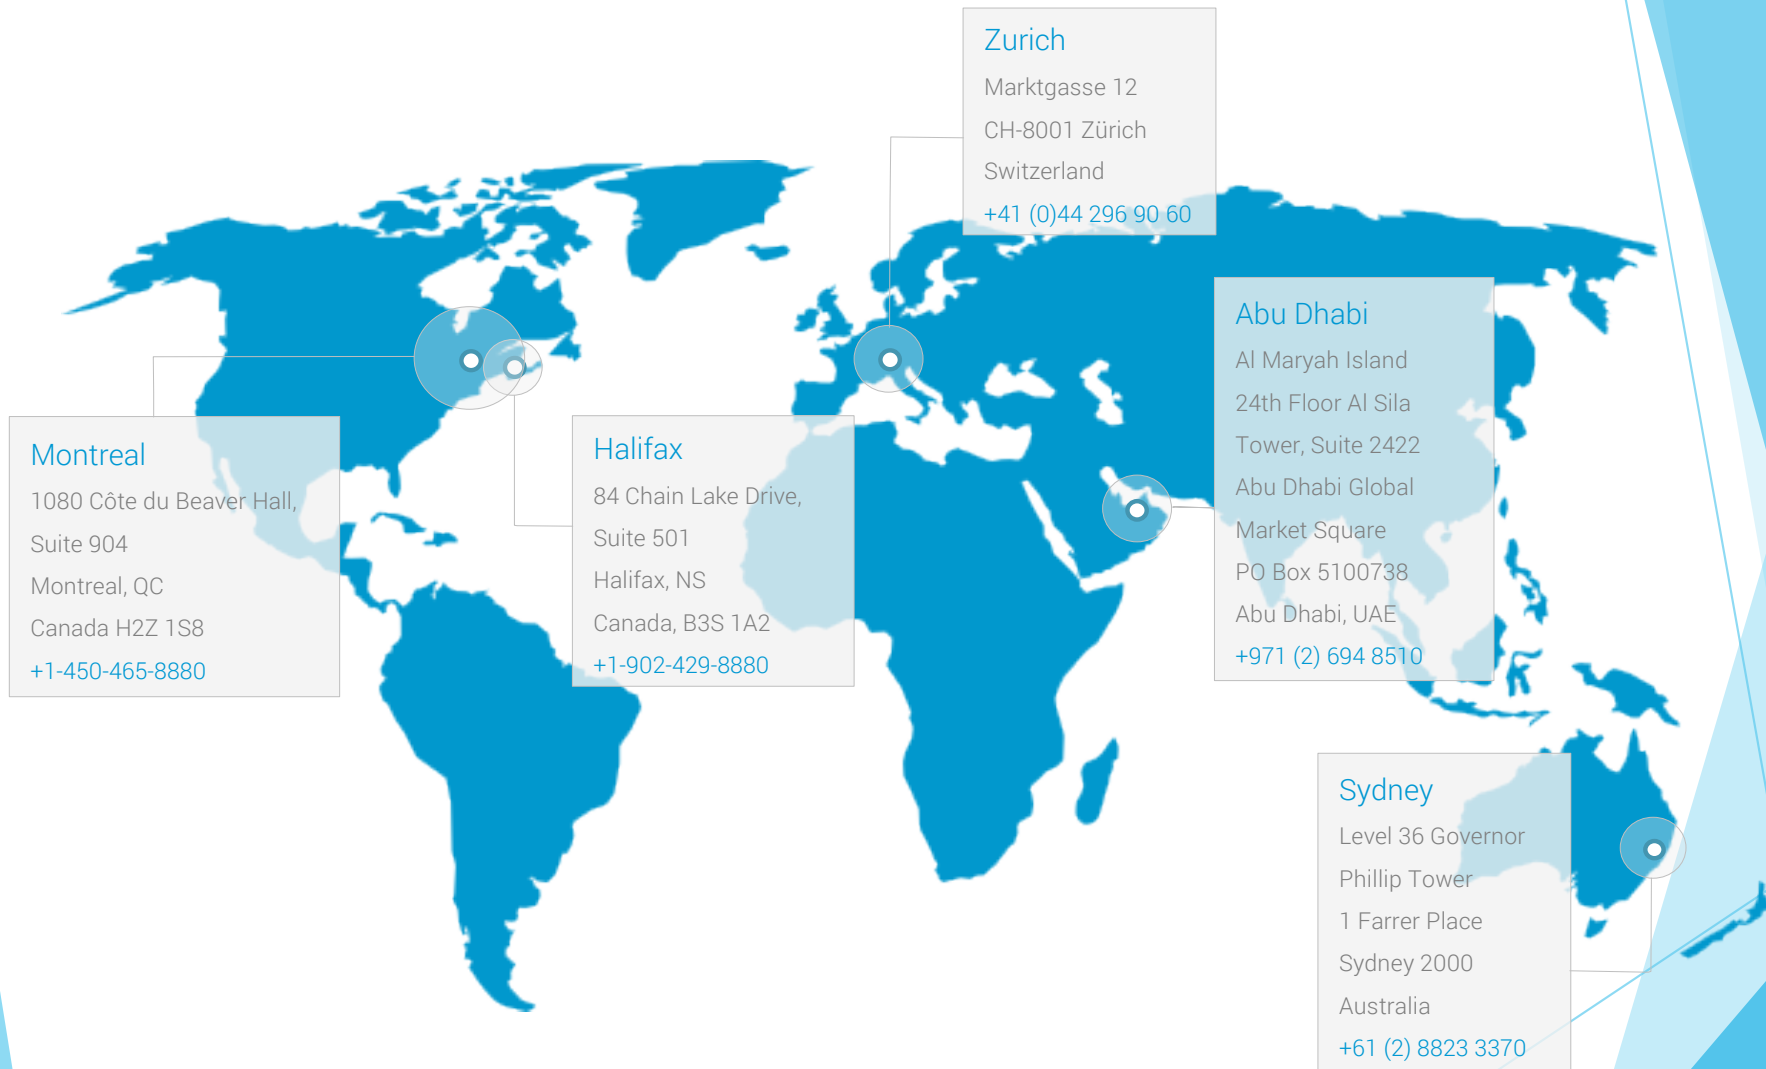 Zurich
Marktgasse 12
CH-8001 Zürich
Switzerland
+41 (0)44 296 90 60
Abu Dhabi
Al Maryah Island
24th Floor Al Sila
Tower, Suite 2422
Abu Dhabi Global
Market Square
PO Box 5100738
Abu Dhabi, UAE
+971 (2) 694 8510
Montreal
1080 Côte du Beaver Hall,
Suite 904
Montreal, QC
Canada H2Z 1S8
+1-450-465-8880
Halifax
84 Chain Lake Drive,
Suite 501
Halifax, NS
Canada, B3S 1A2
+1-902-429-8880
Sydney
Level 36 Governor
Phillip Tower
1 Farrer Place
Sydney 2000
Australia
+61 (2) 8823 3370